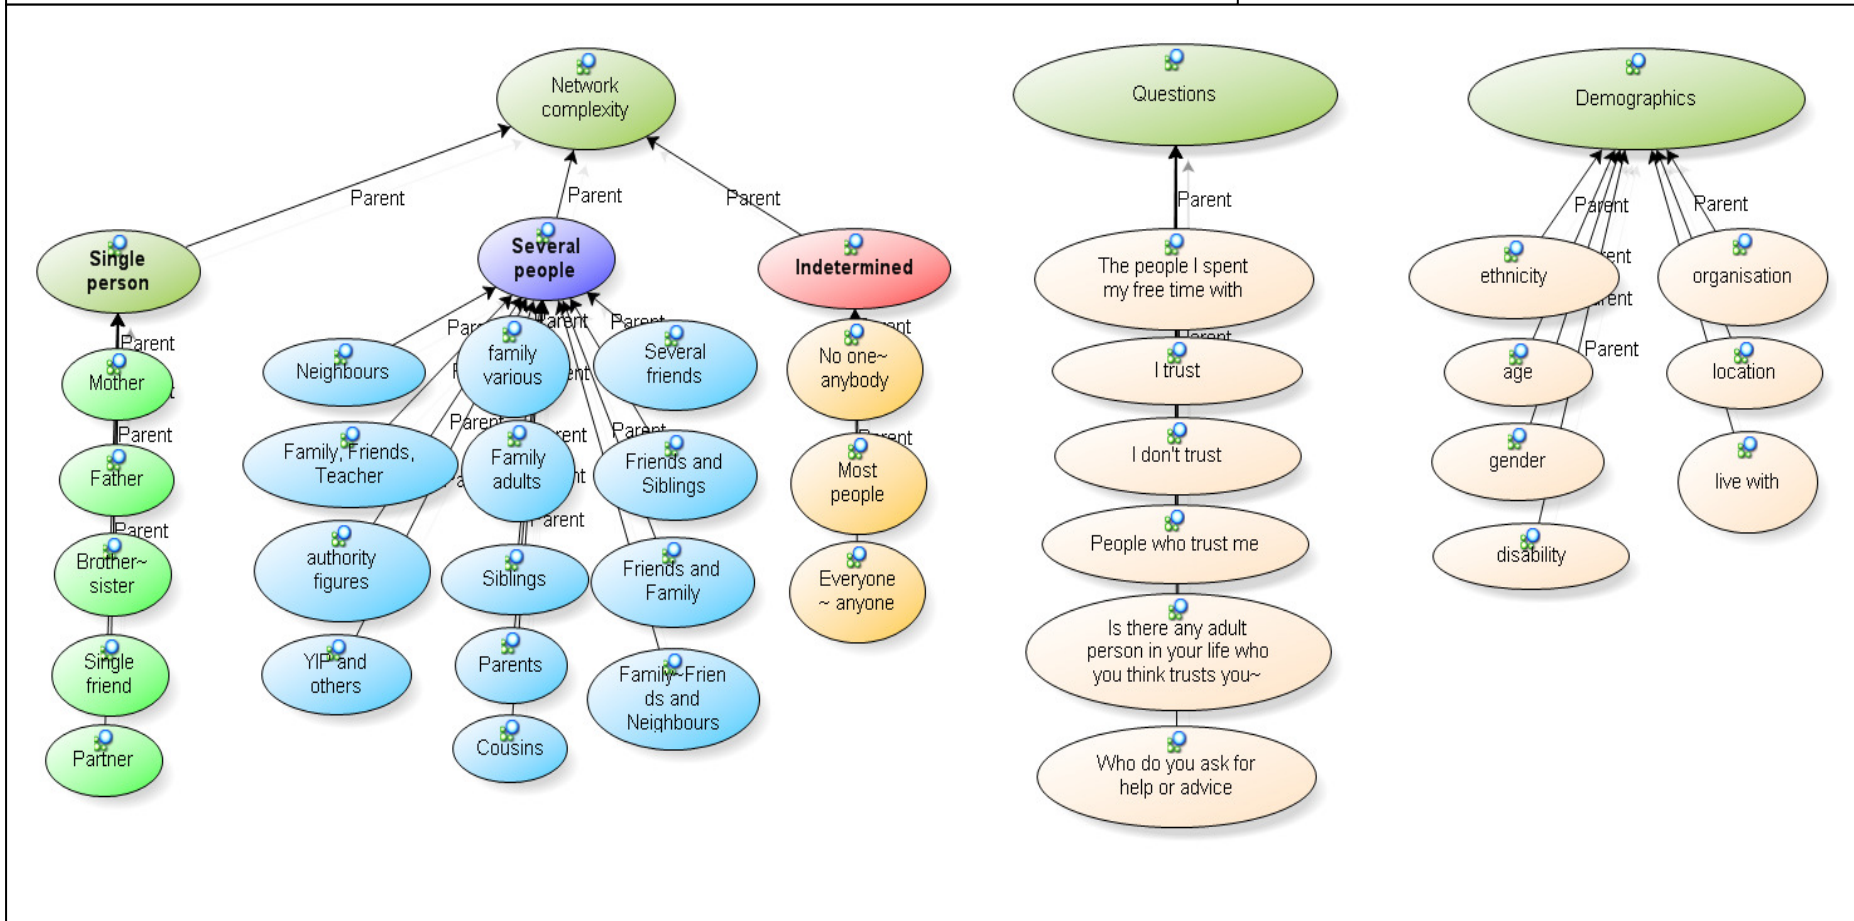 Network
complexity
Questions
Demographics
Parent
Parent
Parent
Parent
Parent
Parent
Single
person
Several
people
Indetermined
The people I spent
my free time with
ethnicity
organisation
Parent
Mother
Neighbours
family
various
Several
friends
No one~
anybody
I trust
age
Parent
location
Parent
Father
Family, Friends,
Teacher
Parent
Family
adults
Parent
Friends and
Siblings
Most
people
I don't trust
gender
live with
Parent
Brother~
sister
authority
figures
Parent
Siblings
Friends and
Family
Everyone
~ anyone
People who trust me
disability
Single
friend
YIP and
others
Parents
Family~Frien
ds and
Neighbours
Is there any adult
person in your life who
you think trusts you~
Partner
Cousins
Who do you ask for
help or advice